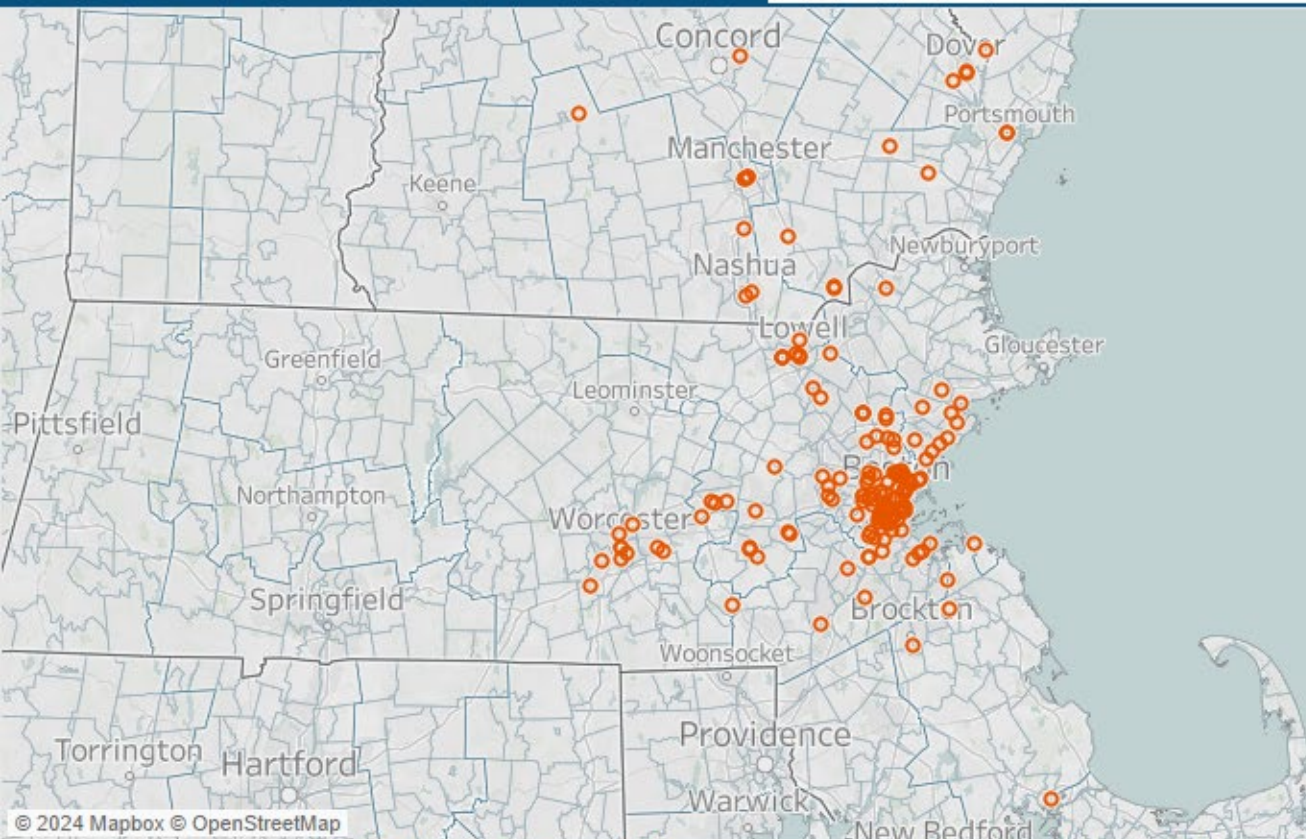 Concord
Dover
Portsmouth
Manchester
Keene
Newburyport
Nashua
Lowell
Gloucester
Greenfield
Leominster
Pittsfield
Boston
Northampton
Worcester
Springfield
Brockton
Woonsocket
Providence
Torrington
Hartford
Warwick
New Bedford
© 2024 Mapbox © OpenStreetMap